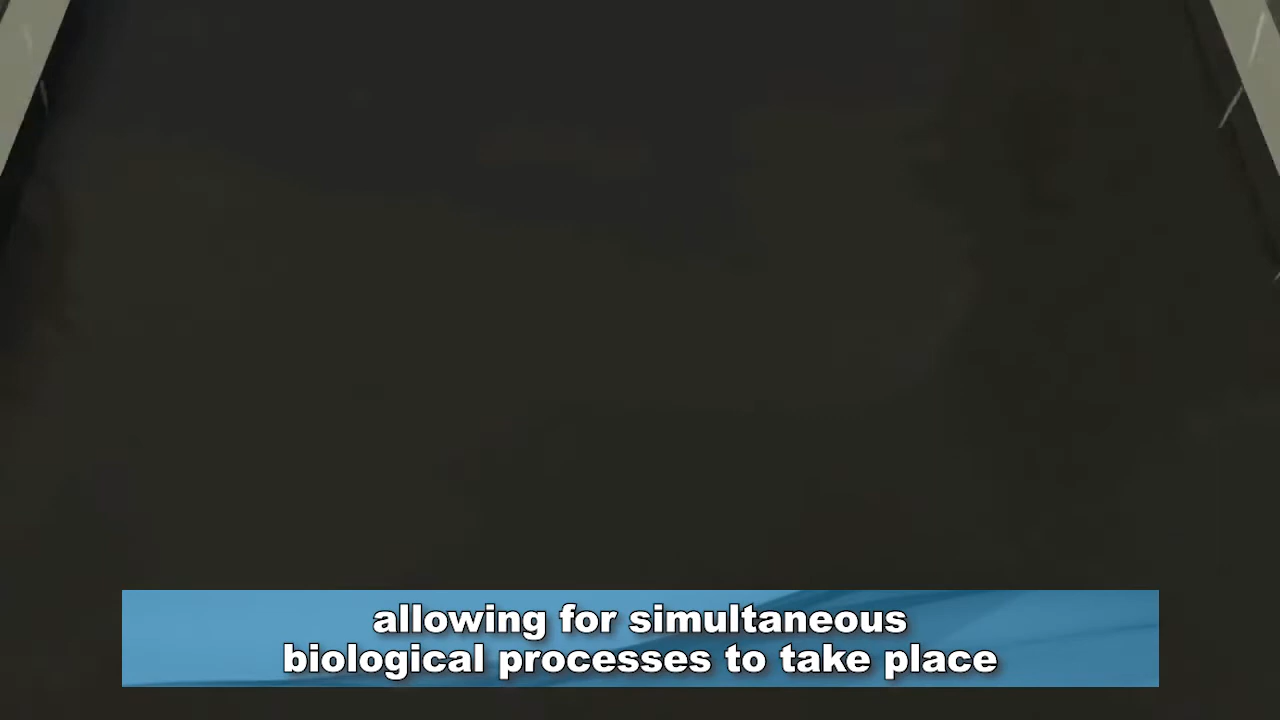 allowing for simultaneous
biological processes to take place